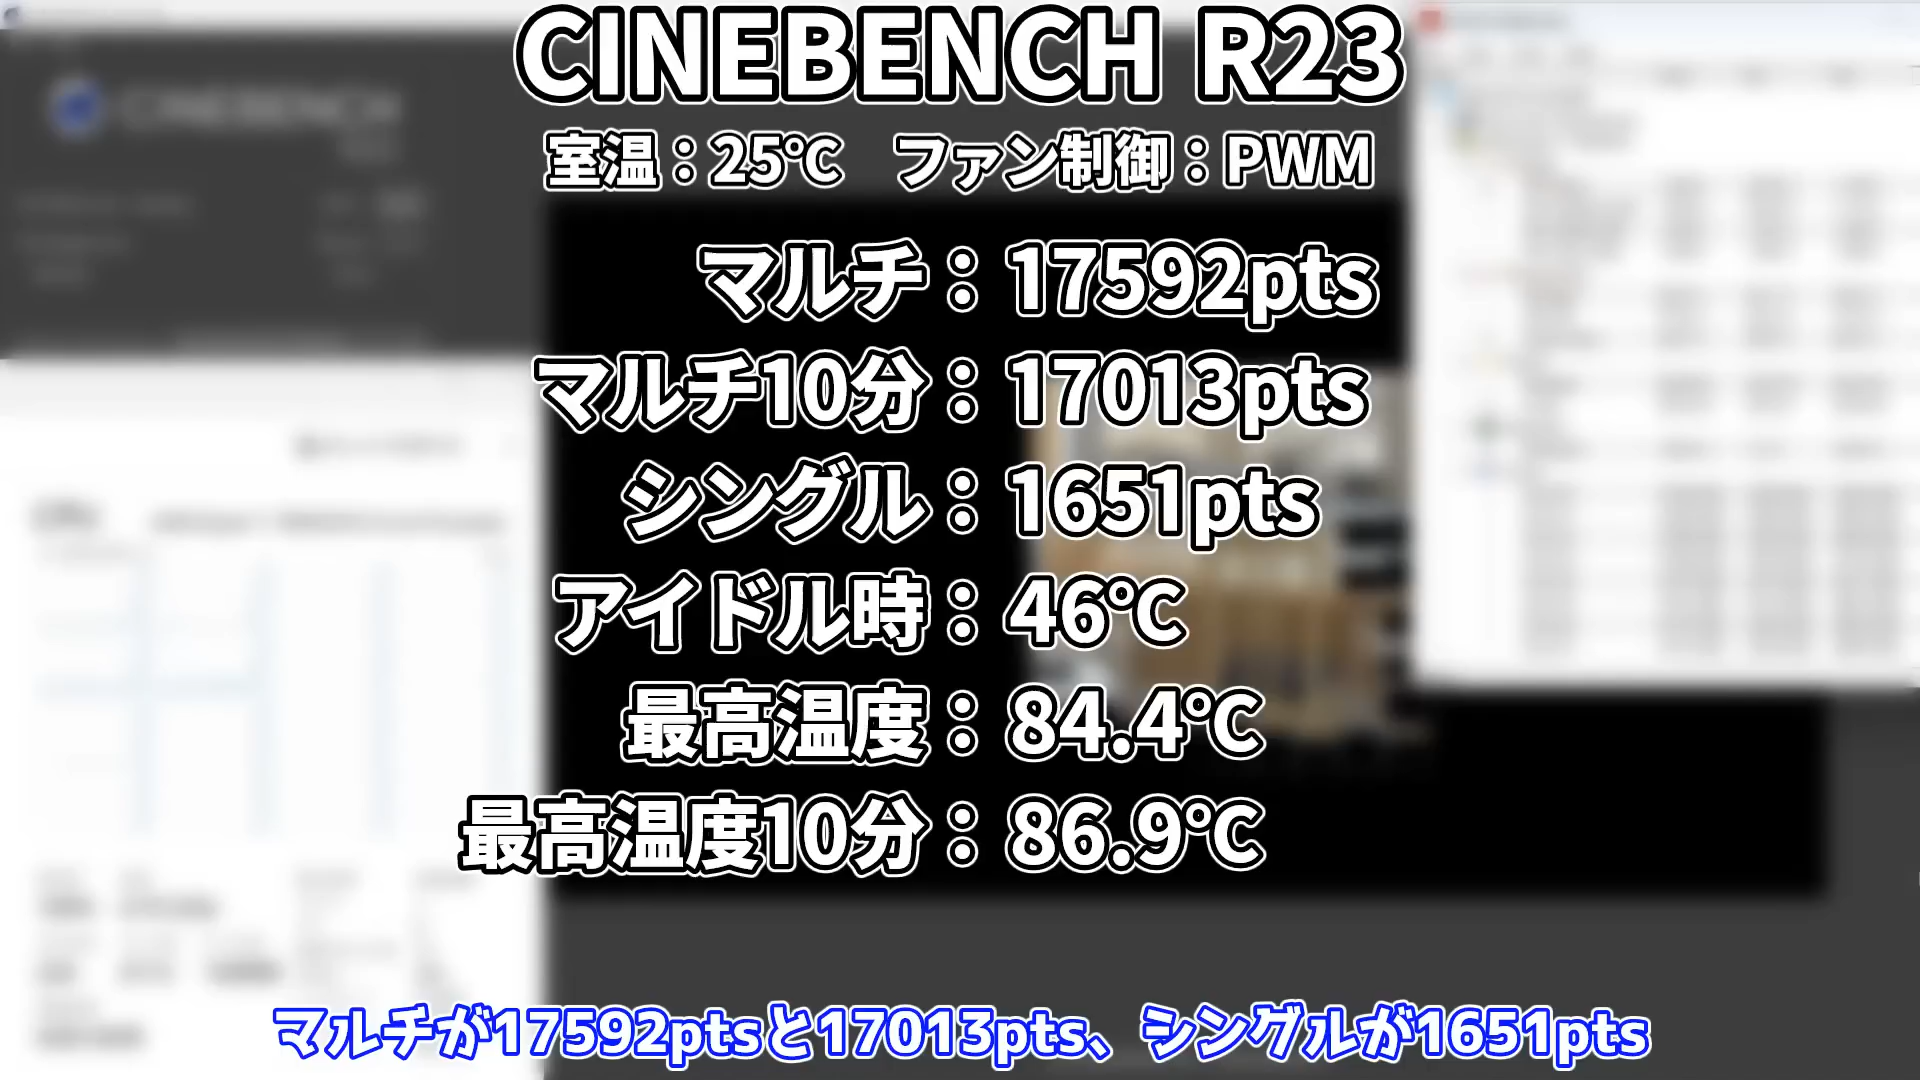 CINEBENCH R23
室温：25℃　ファン制御：PWM
マルチ：17592pts
マルチ10分：17013pts
シングル：1651pts
アイドル時：46℃
最高温度：84.4℃
最高温度10分：86.9℃
マルチが17592ptsと17013pts、シングルが1651pts